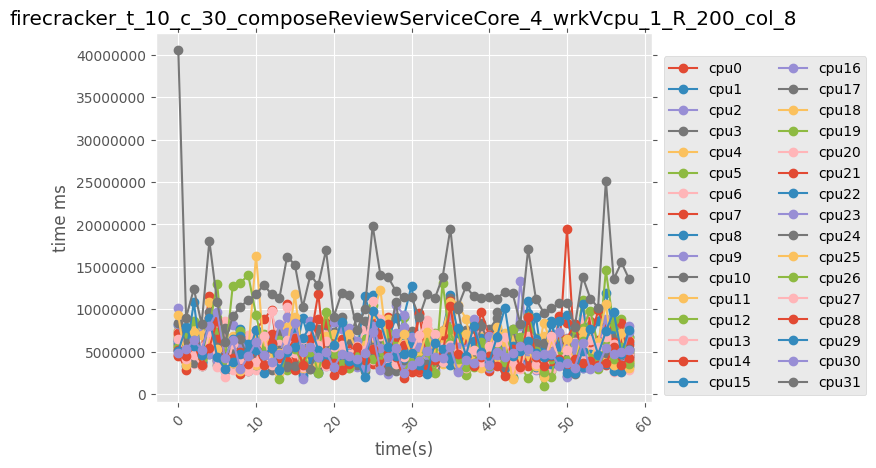 firecracker_t_10_c_30_composeReviewServiceCore_4_wrkVcpu_1_R_200_col_8
40000000
35000000
30000000
25000000
20000000
15000000
10000000
5000000
0
time ms
0
10
20
30
40
50
60
time(s)
cpu0
cpu1
cpu2
cpu3
cpu4
cpu5
cpu6
cpu7
cpu8
cpu9
cpu10
cpu11
cpu12
cpu13
cpu14
cpu15
cpu16
cpu17
cpu18
cpu19
cpu20
cpu21
cpu22
cpu23
cpu24
cpu25
cpu26
cpu27
cpu28
cpu29
cpu30
cpu31